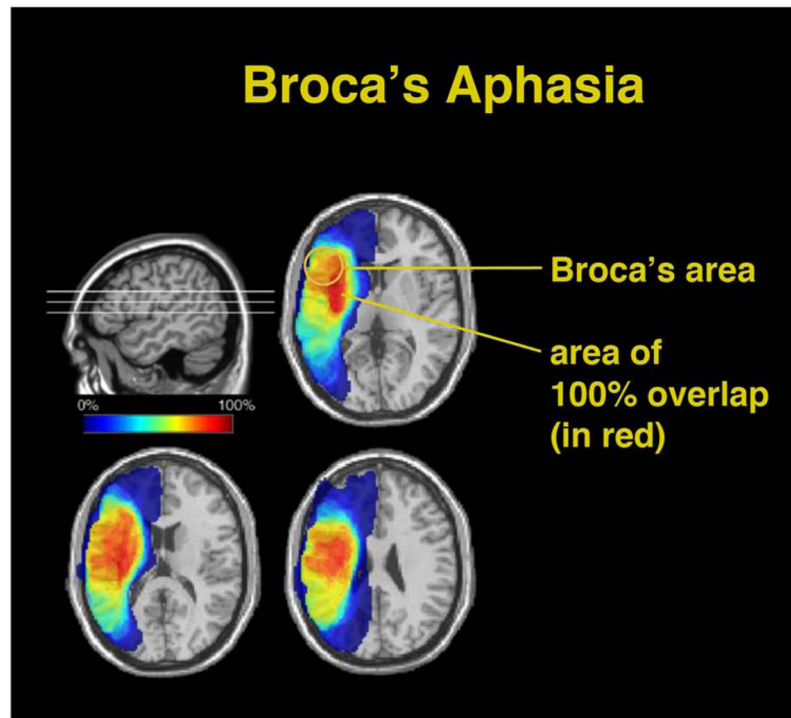 Broca's Aphasia
Broca's area
area of
100% overlap
(in red)
0% 100%